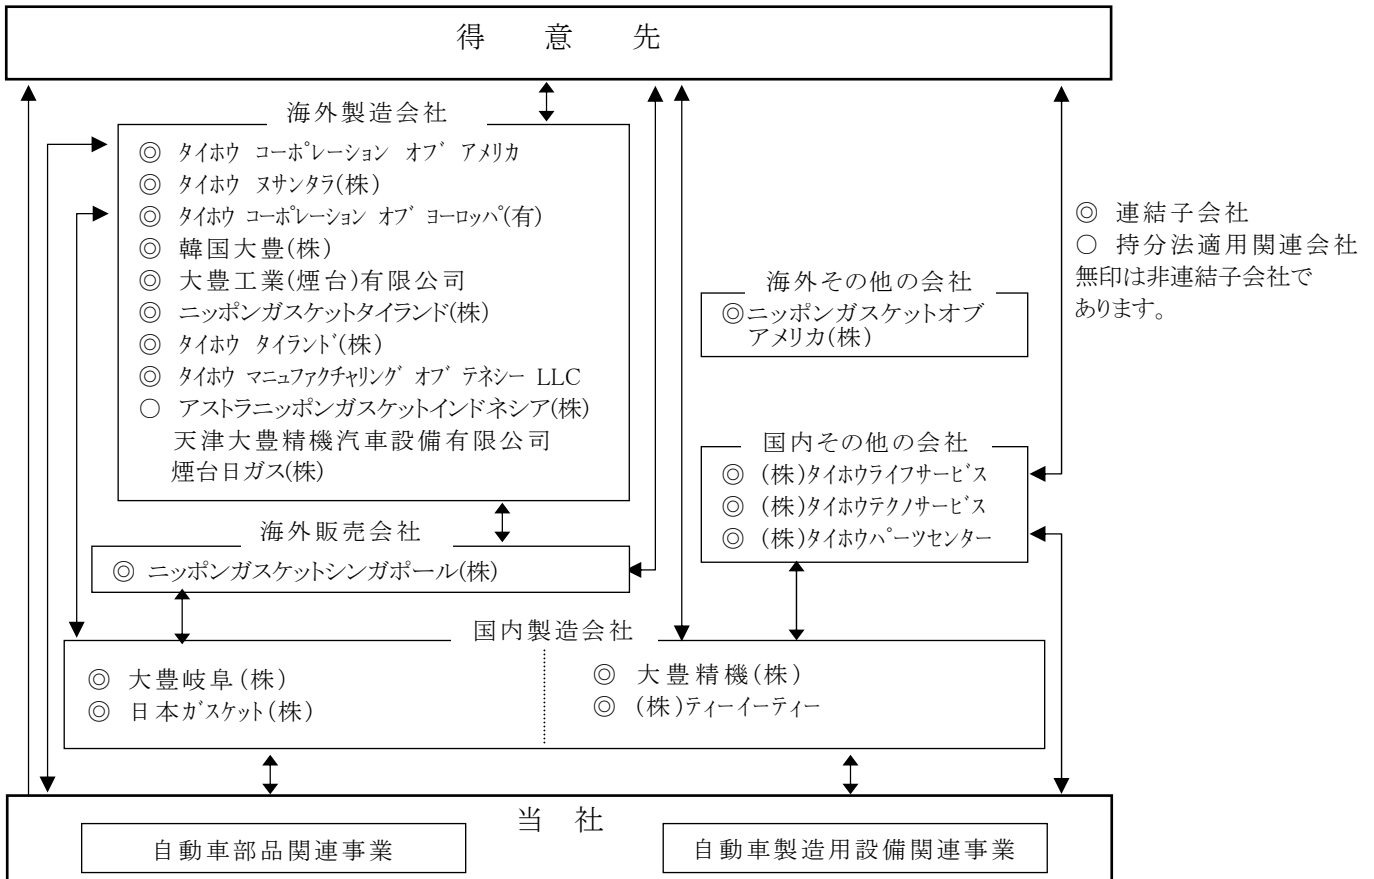 得意先
海外製造会社
◎ タイホウ コーポレーション オブ アメリカ
◎ タイホウ ヌサンタラ(株)
◎ タイホウ コーポレーション オブ ヨーロッパ(有)
◎ 韓国大豊(株)
◎ 大豊工業(煙台)有限公司
◎ ニッポンガスケットタイランド(株)
◎ タイホウ タイランド(株)
◎ タイホウ マニュファクチャリング オブ テネシー LLC
○ アストラニッポンガスケットインドネシア(株)
天津大豊精機汽車設備有限公司
煙台日ガス(株)
海外販売会社
◎ ニッポンガスケットシンガポール(株)
海外その他の会社
◎ニッポンガスケットオブ
アメリカ(株)
国内その他の会社
◎ (株)タイホウライフサービス
◎ (株)タイホウテクノサービス
◎ (株)タイホウパーツセンター
◎ 連結子会社
○ 持分法適用関連会社
無印は非連結子会社で
あります。
国内製造会社
◎ 大豊岐阜(株)
◎ 日本ガスケット(株)
◎ 大豊精機(株)
◎ (株)ティーイーティー
当社
自動車部品関連事業
自動車製造用設備関連事業